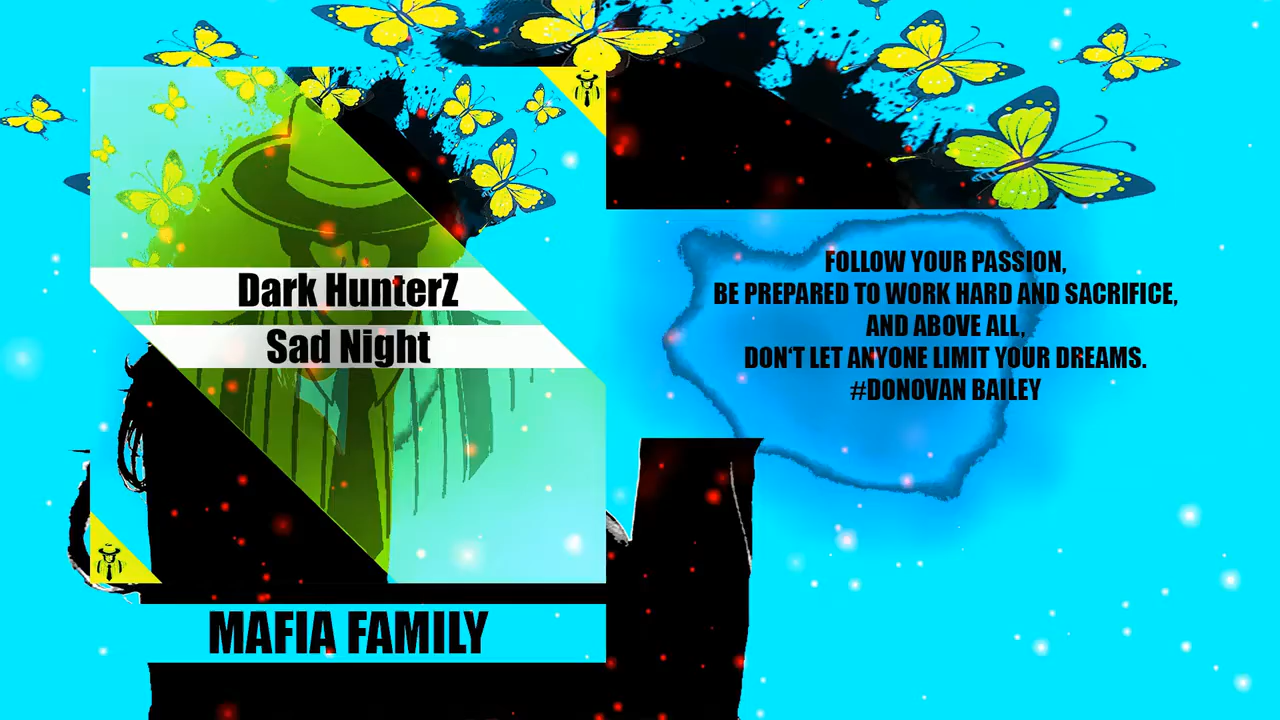 Dark HunterZ
Sad Night
MAFIA FAMILY
FOLLOW YOUR PASSION,
BE PREPARED TO WORK HARD AND SACRIFICE,
AND ABOVE ALL,
DON'T LET ANYONE LIMIT YOUR DREAMS.
#DONOVAN BAILEY